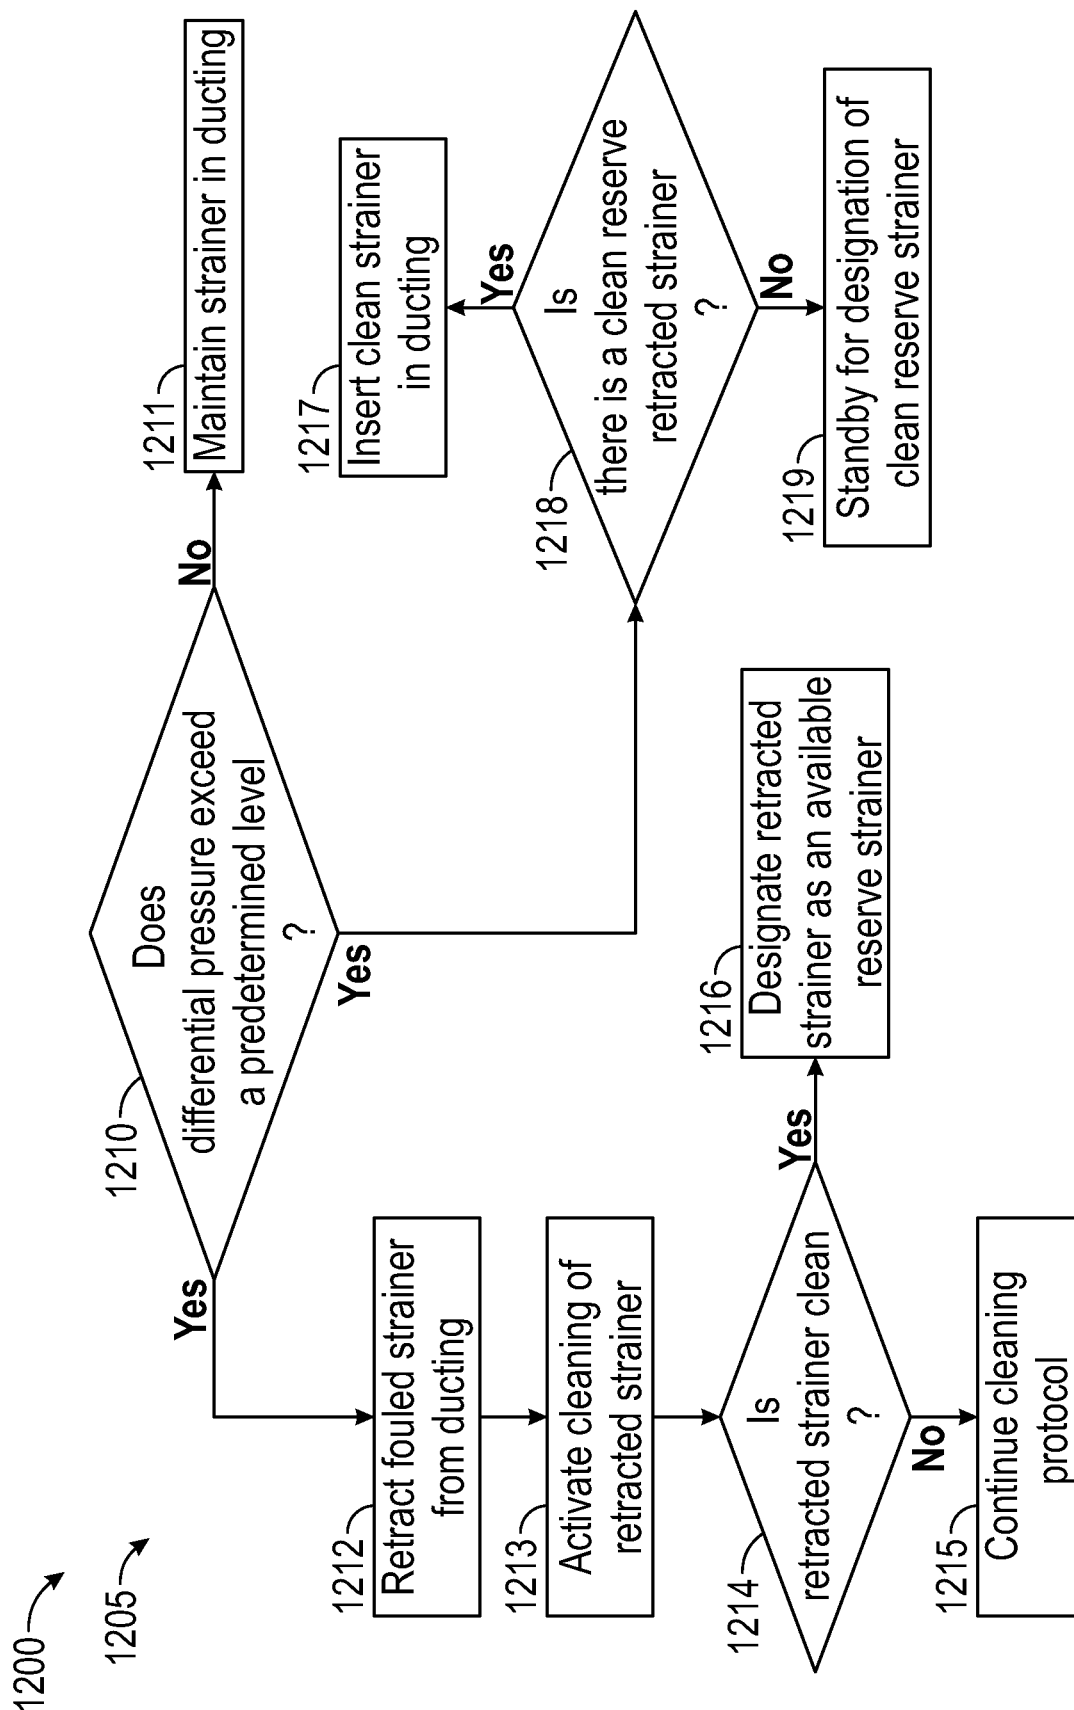 1200
1205
1210
Does
differential pressure exceed
a predetermined level
?
No
1211
Maintain strainer in ducting
Yes
Yes
1212
Retract fouled strainer
from ducting
1213
Activate cleaning of
retracted strainer
1214
Is
retracted strainer clean
?
No
1215
Continue cleaning
protocol
Yes
1216
Designate retracted
strainer as an available
reserve strainer
1218
Is
there is a clean reserve
retracted strainer
?
Yes
1217
Insert clean strainer
in ducting
No
1219
Standby for designation of
clean reserve strainer